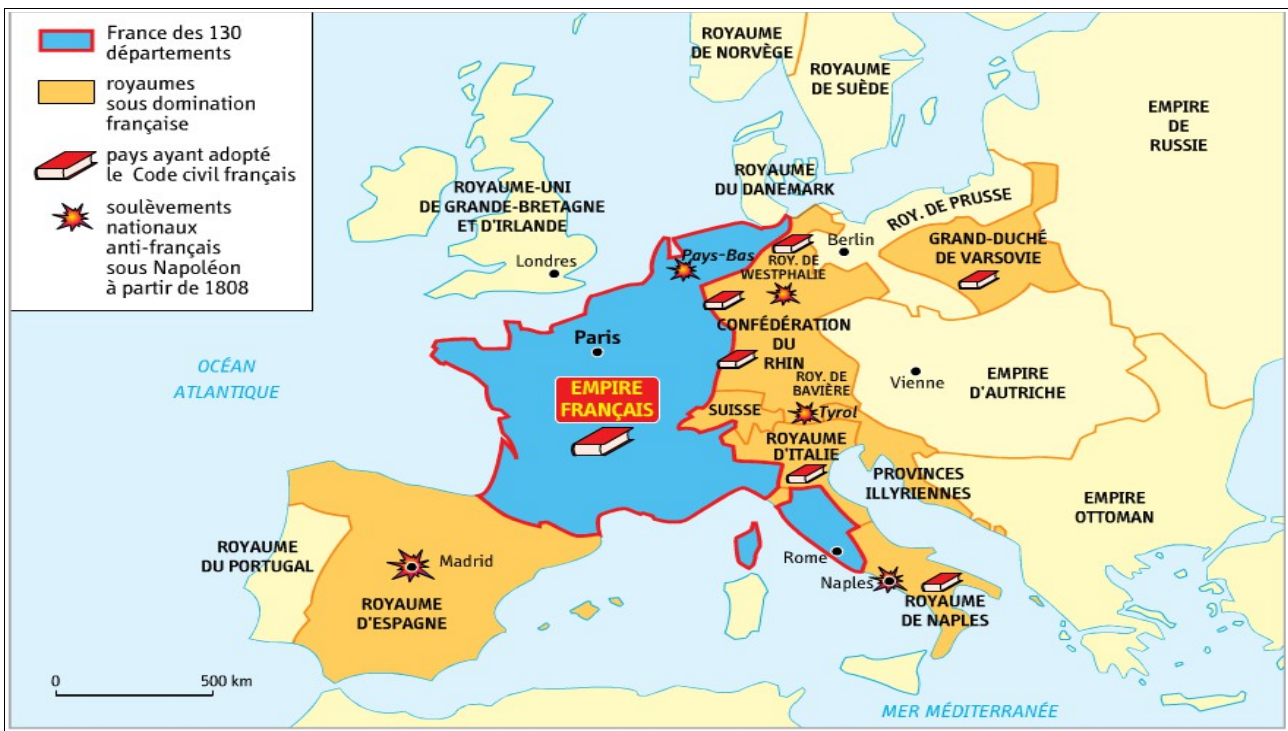 France des 130
départements
royaumes
sous domination
française
pays ayant adopté
le Code civil français
soulèvements
nationaux
anti-français
sous Napoléon
à partir de 1808
ROYAUME
DE NORVÈGE
ROYAUME
DE SUÈDE
EMPIRE
DE
RUSSIE
ROYAUME-UNI
DE GRANDE-BRETAGNE
ET D'IRLANDE
Londres
ROYAUME
DU DANEMARK
ROY. DE PRUSSE
Berlin
GRAND-DUCHÉ
DE VARSOVIE
Pays-Bas
ROY. DE
WESTPHALIE
Paris
CONFÉDÉRATION
DU
RHIN
OCÉAN
ATLANTIQUE
EMPIRE
FRANÇAIS
ROY. DE
BAVIÈRE
Vienne
EMPIRE
D'AUTRICHE
SUISSE
Tyrol
ROYAUME
D'ITALIE
PROVINCES
ILLYRIENNES
EMPIRE
OTTOMAN
ROYAUME
DU PORTUGAL
Madrid
ROYAUME
D'ESPAGNE
Rome
Naples
ROYAUME
DE NAPLES
0 500 km
MER MÉDITERRANÉE